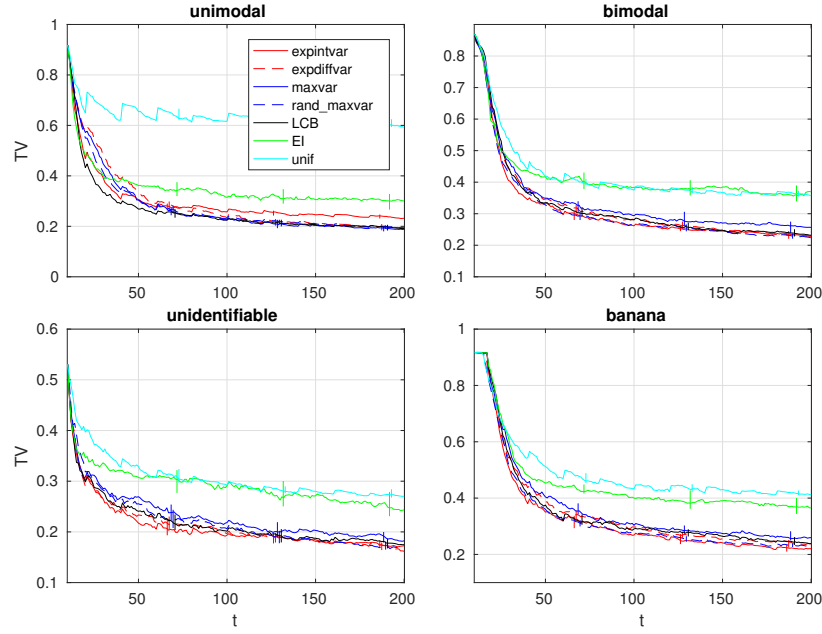 unimodal
bimodal
TV
1
0.8
0.6
0.4
0.2
0
50
100
150
200
expintvar
expdiffvar
maxvar
rand_maxvar
LCB
EI
unif
0.8
0.7
0.6
0.5
0.4
0.3
0.2
0.1
50
100
150
200
unidentifiable
banana
TV
0.6
0.5
0.4
0.3
0.2
0.1
50
100
150
200
t
1
0.8
0.6
0.4
0.2
50
100
150
200
t